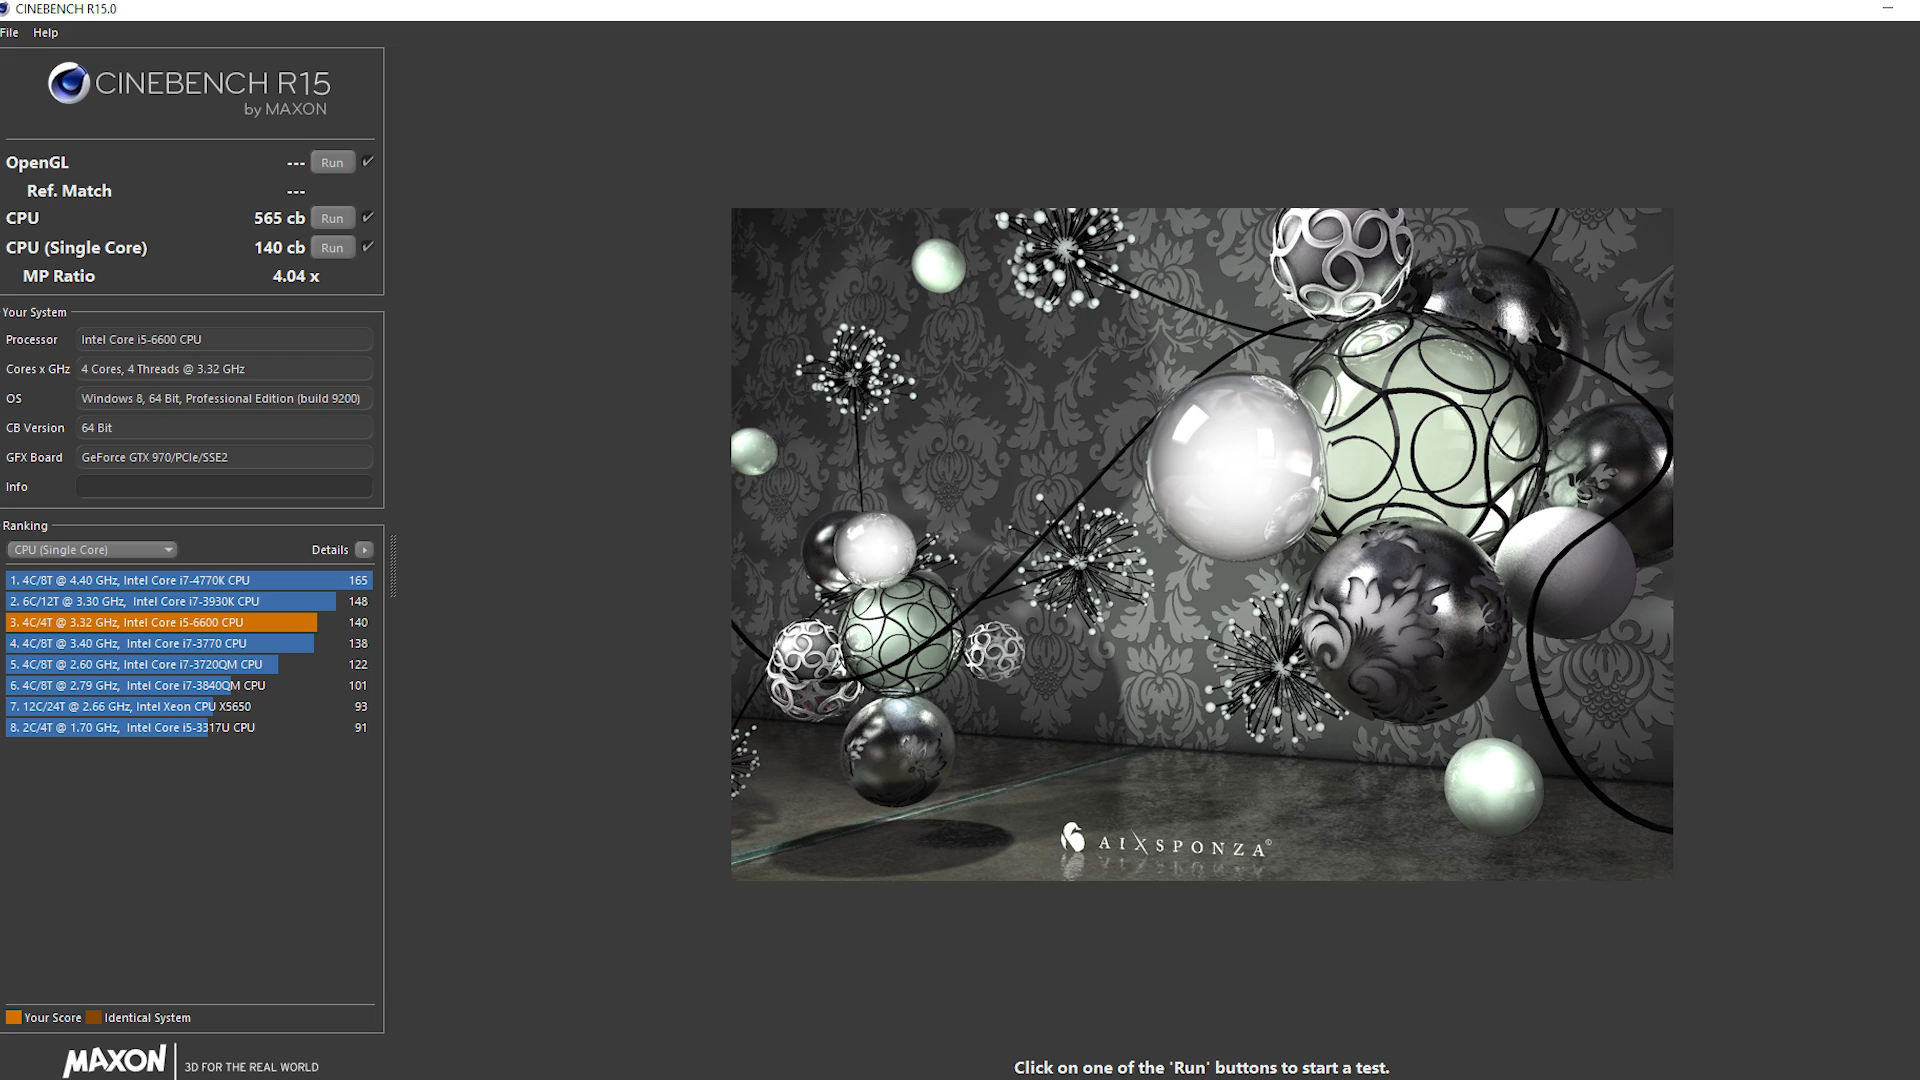 CINEBENCH R15.0
File Help
CINEBENCH R15
by MAXON
OpenGL --- Run
Ref. Match ---
CPU 565 cb Run
CPU (Single Core) 140 cb Run
MP Ratio 4.04 x
Your System
Processor Intel Core i5-6600 CPU
Cores x GHz 4 Cores, 4 Threads @ 3.32 GHz
OS Windows 8, 64 Bit, Professional Edition (build 9200)
CB Version 64 Bit
GFX Board GeForce GTX 970/PCIe/SSE2
Info
Ranking
CPU (Single Core) Details
1. 4C/8T @ 4.40 GHz, Intel Core i7-4770K CPU 165
2. 6C/12T @ 3.30 GHz, Intel Core i7-3930K CPU 148
3. 4C/4T @ 3.32 GHz, Intel Core i5-6600 CPU 140
4. 4C/8T @ 3.40 GHz, Intel Core i7-3770 CPU 138
5. 4C/8T @ 2.60 GHz, Intel Core i7-3720QM CPU 122
6. 4C/8T @ 2.79 GHz, Intel Core i7-3840QM CPU 101
7. 12C/24T @ 2.66 GHz, Intel Xeon CPU X5650 93
8. 2C/4T @ 1.70 GHz, Intel Core i5-3317U CPU 91
AIXSPONZA®
Your Score Identical System
MAXON 3D FOR THE REAL WORLD
Click on one of the 'Run' buttons to start a test.